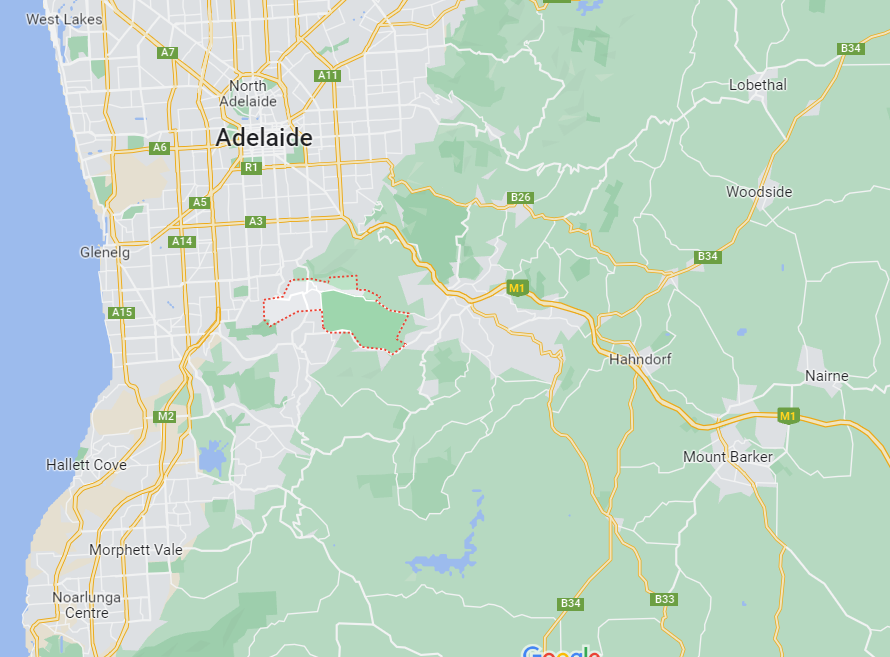 West Lakes
B34
A7
A11
Lobethal
North
Adelaide
Adelaide
A6
R1
Woodside
B26
A5
A3
A14
Glenelg
B34
M1
A15
Hahndorf
Nairne
M2
M1
Mount Barker
Hallett Cove
Morphett Vale
Noarlunga
Centre
B34
B33
Google